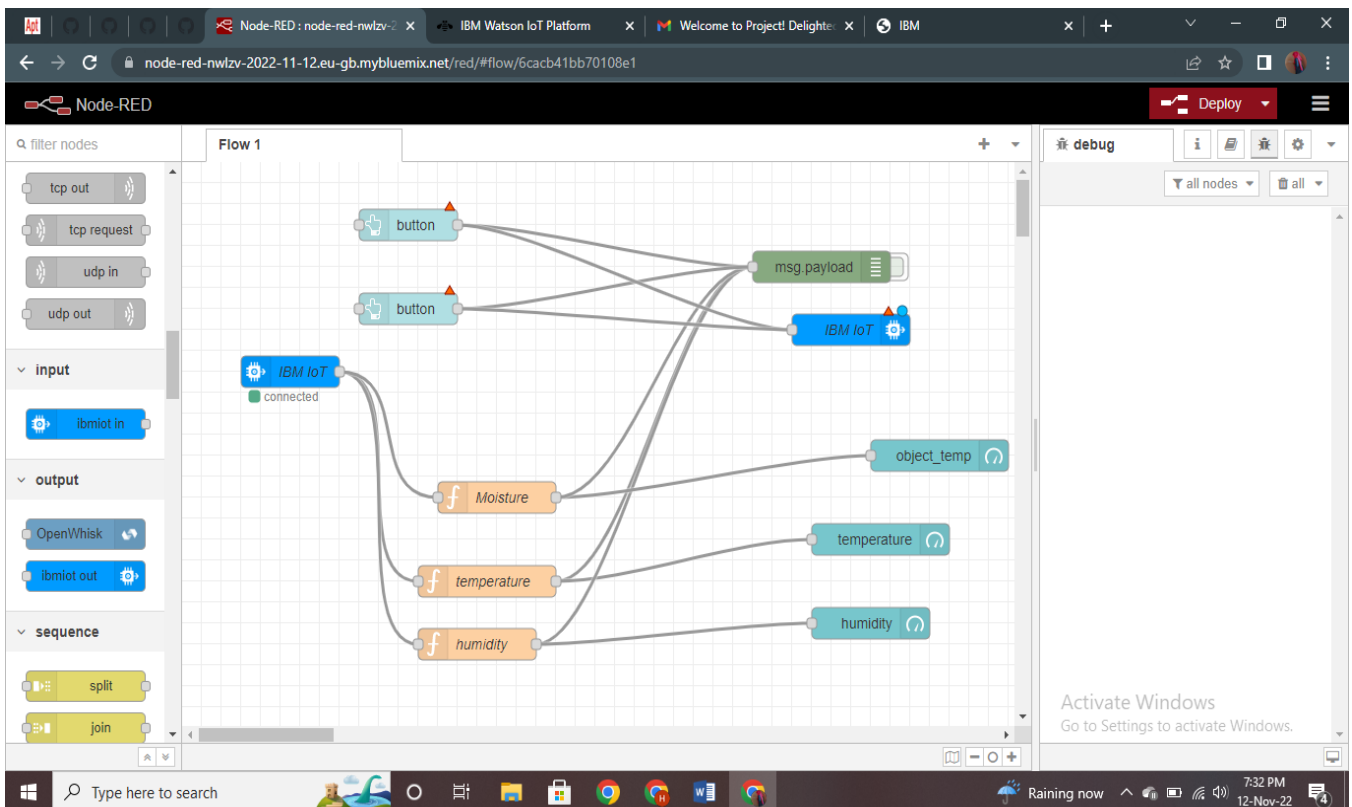 Apt
Node-RED : node-red-nwlzv-2
IBM Watson IoT Platform
Welcome to Project! Delighte
IBM
node-red-nwlzv-2022-11-12.eu-gb.mybluemix.net/red/#flow/6cacb41bb70108e1
Node-RED
Deploy
filter nodes
Flow 1
debug
i
all nodes
all
tcp out
tcp request
udp in
udp out
input
ibmiot in
output
OpenWhisk
ibmiot out
sequence
split
join
button
button
msg.payload
IBM IoT
IBM IoT
connected
object_temp
Moisture
temperature
temperature
humidity
humidity
Activate Windows
Go to Settings to activate Windows.
Type here to search
Raining now
7:32 PM
12-Nov-22
4